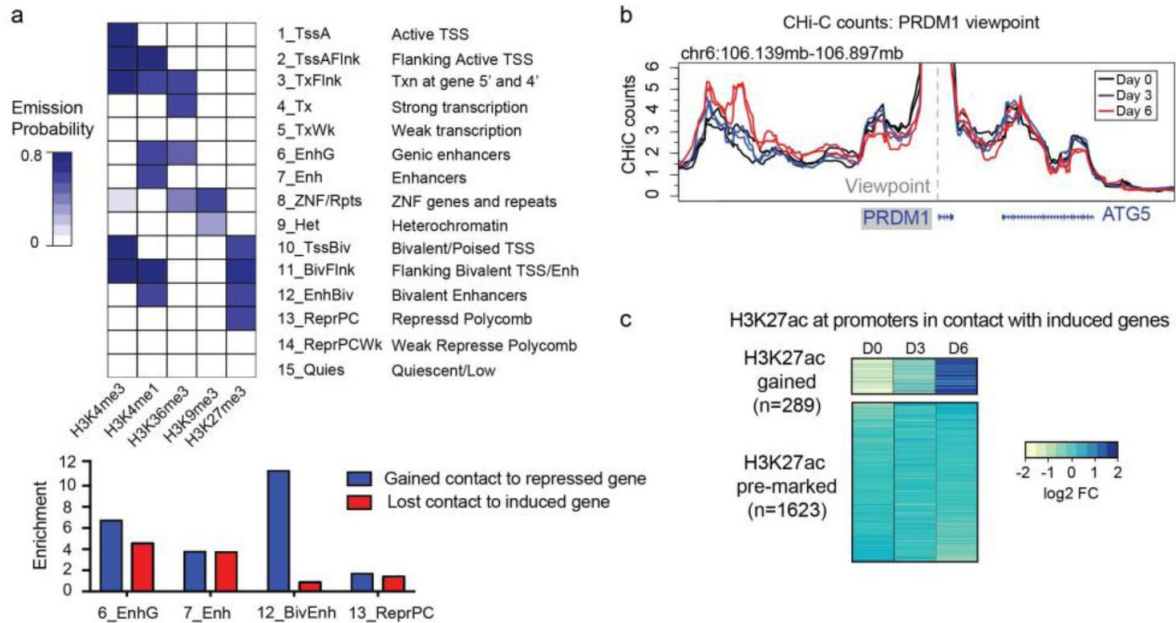 a
Emission
Probability
0.8
0
1_TssA Active TSS
2_TssAFlnk Flanking Active TSS
3_TxFlnk Txn at gene 5' and 4'
4_Tx Strong transcription
5_TxWk Weak transcription
6_EnhG Genic enhancers
7_Enh Enhancers
8_ZNF/Rpts ZNF genes and repeats
9_Het Heterochromatin
10_TssBiv Bivalent/Poised TSS
11_BivFlnk Flanking Bivalent TSS/Enh
12_EnhBiv Bivalent Enhancers
13_ReprPC Repressd Polycomb
14_ReprPCWk Weak Represse Polycomb
15_Quies Quiescent/Low
H3K4me3
H3K4me1
H3K36me3
H3K9me3
H3K27me3
Enrichment
12
10
8
6
4
2
0
Gained contact to repressed gene
Lost contact to induced gene
6_EnhG 7_Enh 12_BivEnh 13_ReprPC
b
CHi-C counts: PRDM1 viewpoint
chr6:106.139mb-106.897mb
CHiC counts
6
5
4
3
2
1
0
Day 0
Day 3
Day 6
Viewpoint
PRDM1
ATG5
c
H3K27ac at promoters in contact with induced genes
D0 D3 D6
H3K27ac
gained
(n=289)
H3K27ac
pre-marked
(n=1623)
-2 -1 0 1 2
log2 FC